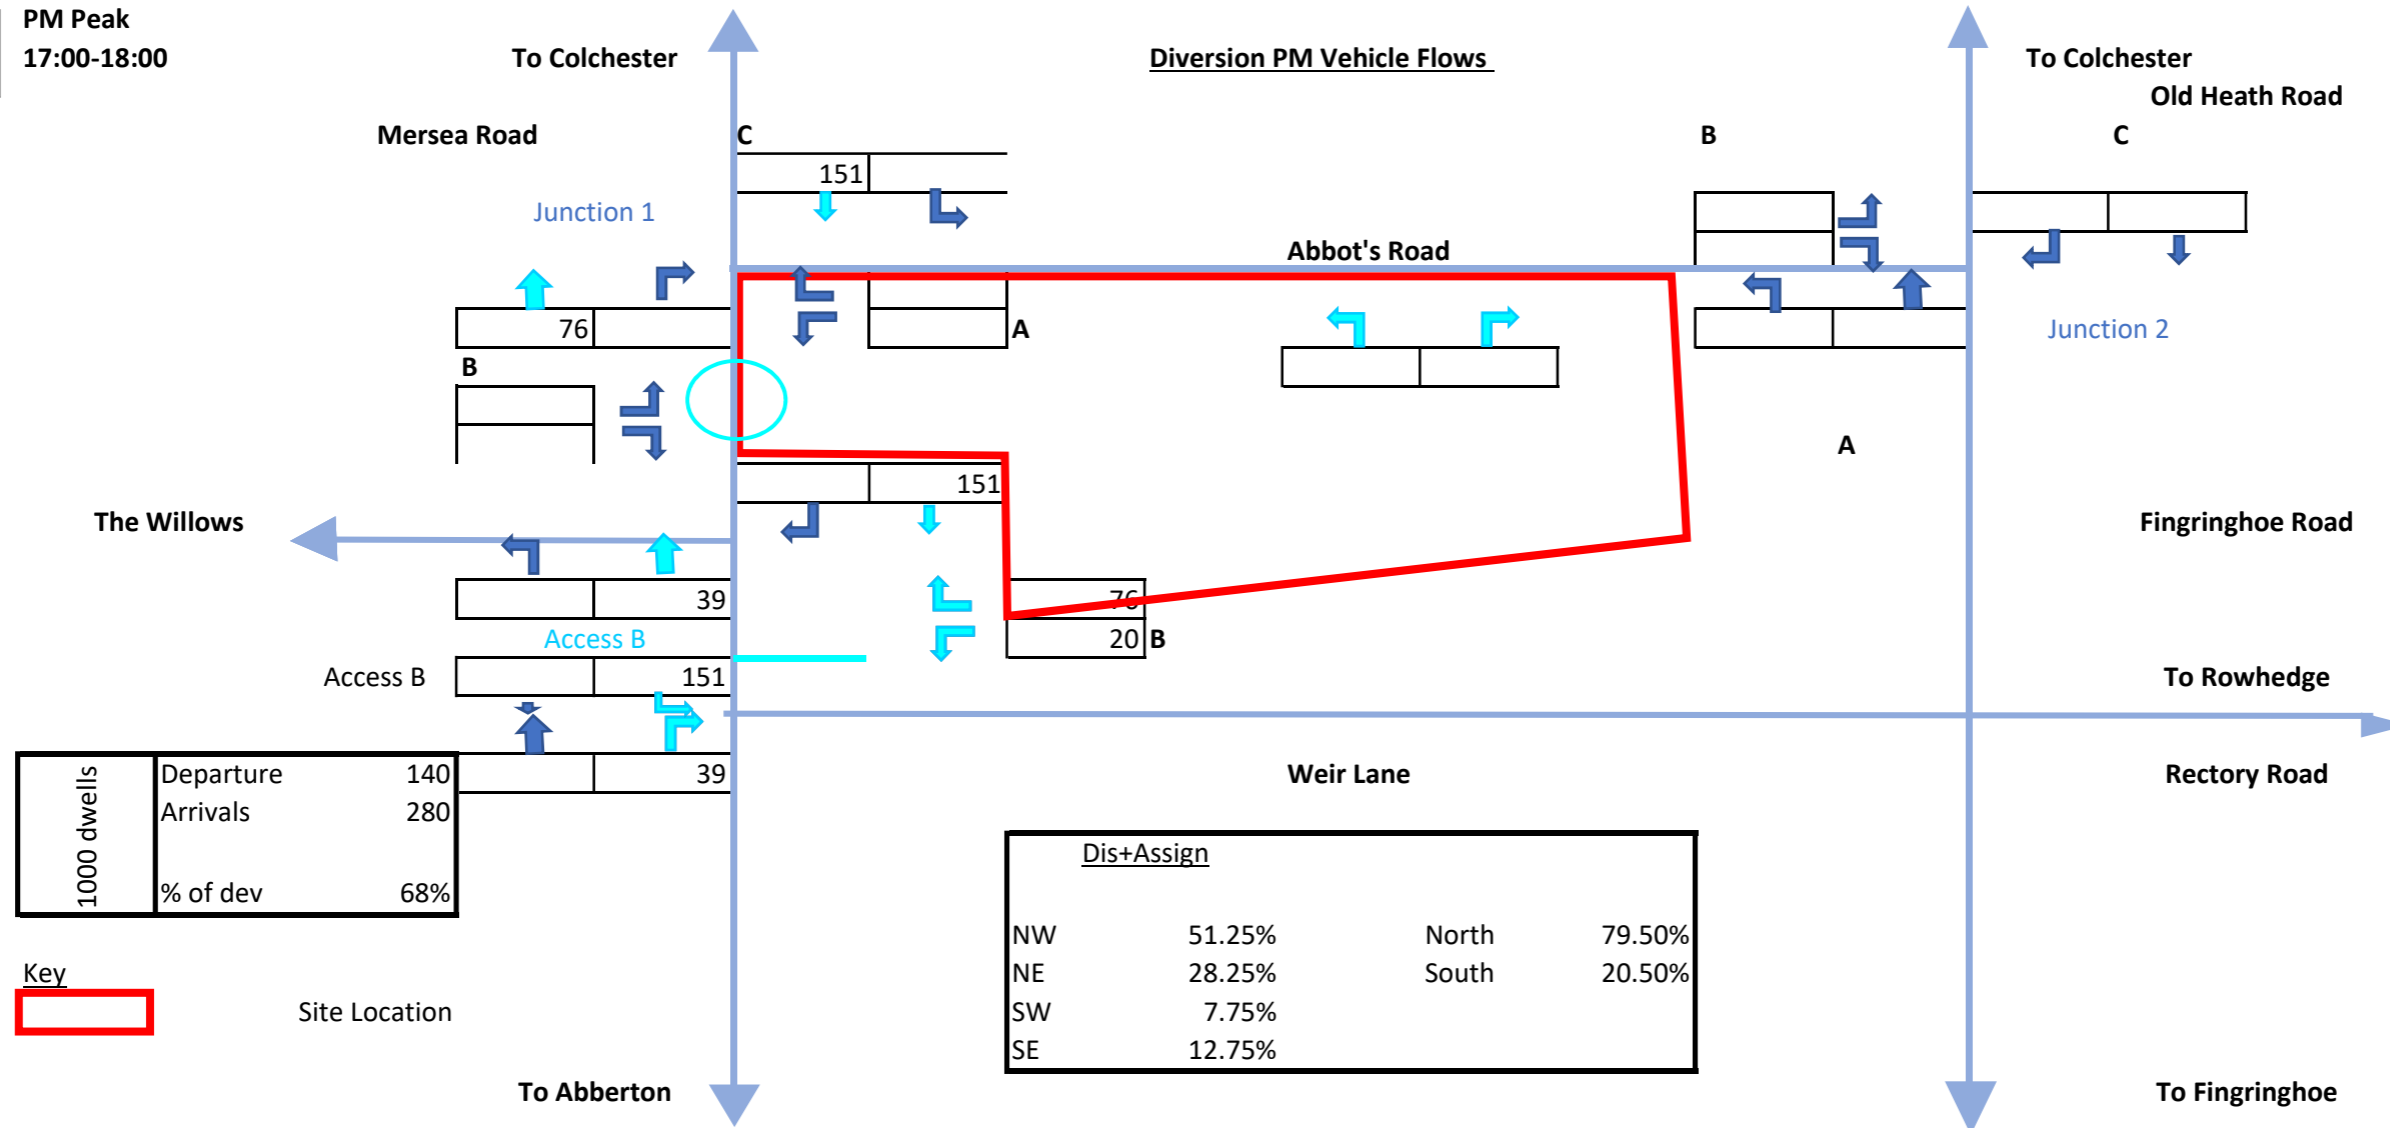 PM Peak
17:00-18:00
To Colchester
Diversion PM Vehicle Flows
To Colchester
Old Heath Road
Mersea Road
C
B
C
151
Junction 1
Abbot's Road
76
A
Junction 2
B
A
151
The Willows
Fingringhoe Road
39
76
Access B
20 B
Access B
151
To Rowhedge
39
Weir Lane
Rectory Road
1000 dwells
Departure 140
Arrivals 280
% of dev 68%
Dis+Assign
NW 51.25% North 79.50%
NE 28.25% South 20.50%
SW 7.75%
SE 12.75%
Key
Site Location
To Abberton
To Fingringhoe